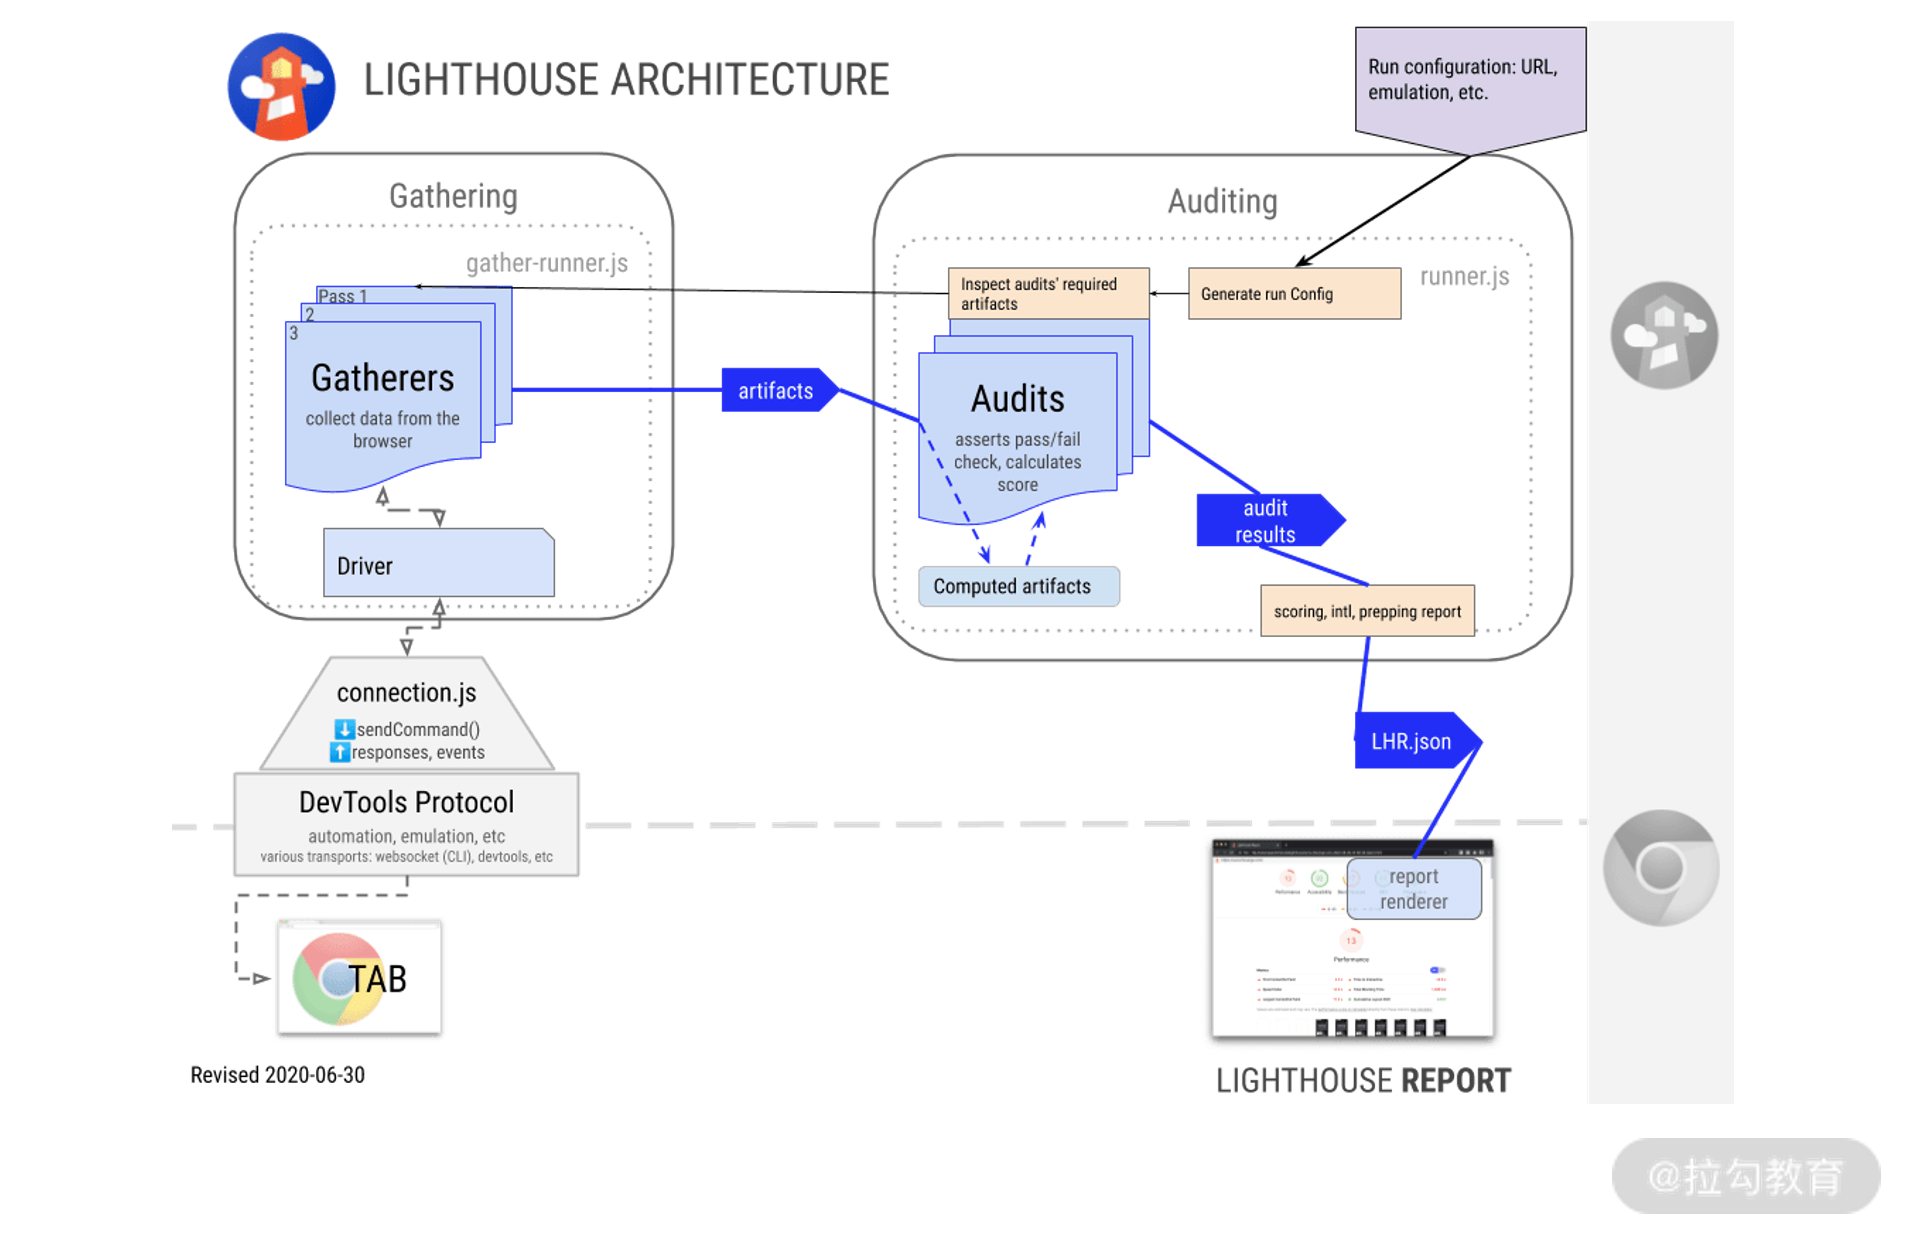 LIGHTHOUSE ARCHITECTURE
Run configuration: URL,
emulation, etc.
Gathering
gather-runner.js
Pass 1
2
3
Gatherers
collect data from the
browser
Driver
connection.js
⬇️sendCommand()
⬆️responses, events
DevTools Protocol
automation, emulation, etc
various transports: websocket (CLI), devtools, etc
TAB
Revised 2020-06-30
artifacts
Auditing
runner.js
Inspect audits' required
artifacts
Generate run Config
Audits
asserts pass/fail
check, calculates
score
Computed artifacts
audit
results
scoring, intl, prepping report
LHR.json
report
renderer
Performance
Accessibility
13
Performance
LIGHTHOUSE REPORT
@拉勾教育